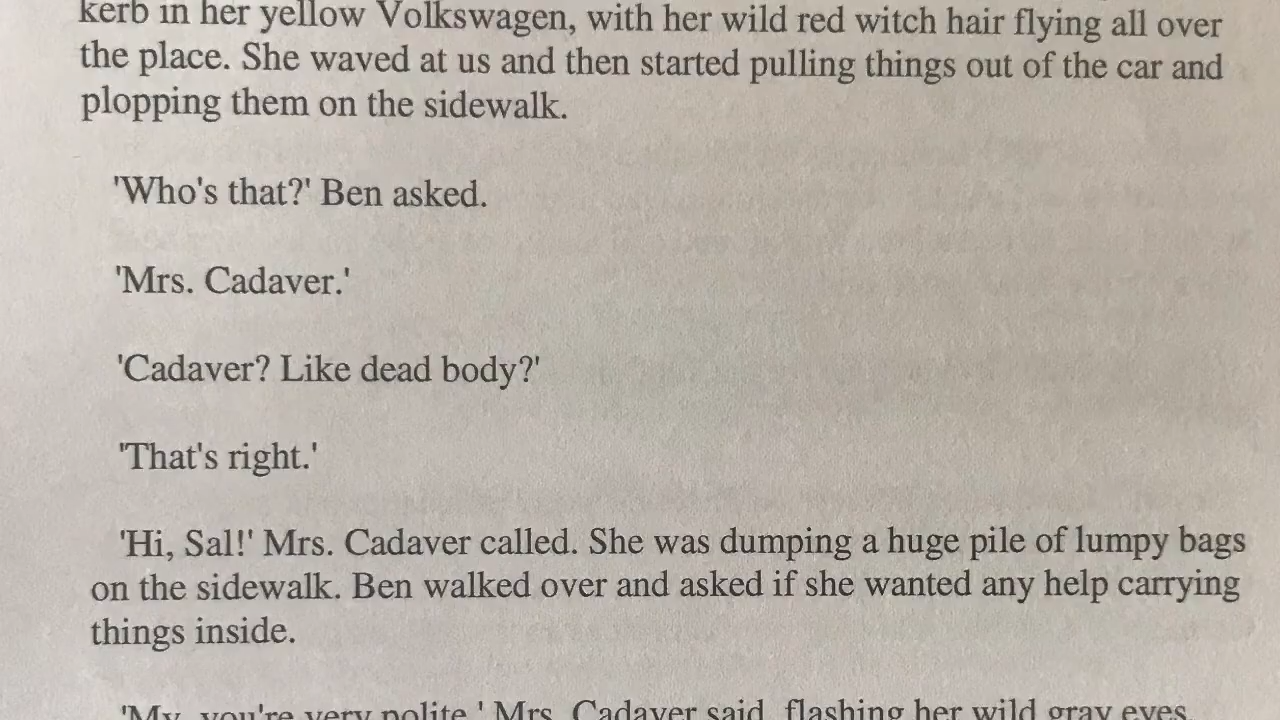 kerb in her yellow Volkswagen, with her wild red witch hair flying all over
the place. She waved at us and then started pulling things out of the car and
plopping them on the sidewalk.
'Who's that?' Ben asked.
'Mrs. Cadaver.'
'Cadaver? Like dead body?'
'That's right.'
'Hi, Sal!' Mrs. Cadaver called. She was dumping a huge pile of lumpy bags
on the sidewalk. Ben walked over and asked if she wanted any help carrying
things inside.
'My, you're very polite,' Mrs. Cadaver said, flashing her wild gray eyes.